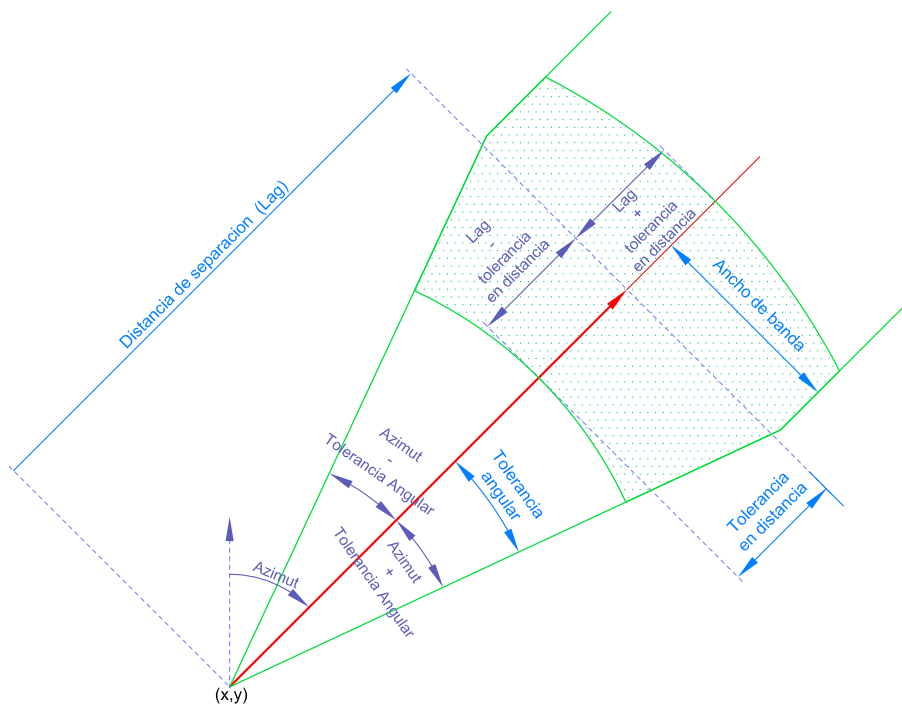 Distancia de separacion (Lag)
Lag
-
tolerancia
en distancia
Lag
+
tolerancia
en distancia
Ancho de banda
Azimut
-
Tolerancia Angular
Tolerancia
angular
Azimut
+
Tolerancia Angular
Tolerancia
en distancia
Azimut
(x,y)